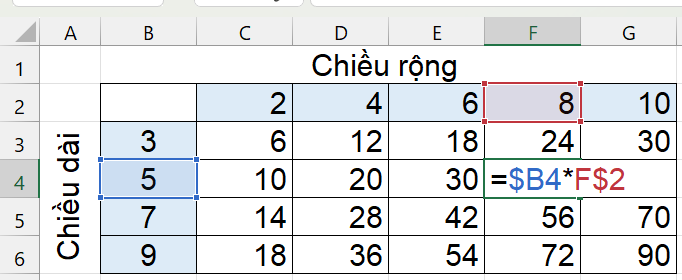 A B C D E F G
1 Chiều rộng
2 2 4 6 8 10
3 3 6 12 18 24 30
4 5 10 20 30 =$B4*F$2
5 7 14 28 42 56 70
6 9 18 36 54 72 90
Chiều dài